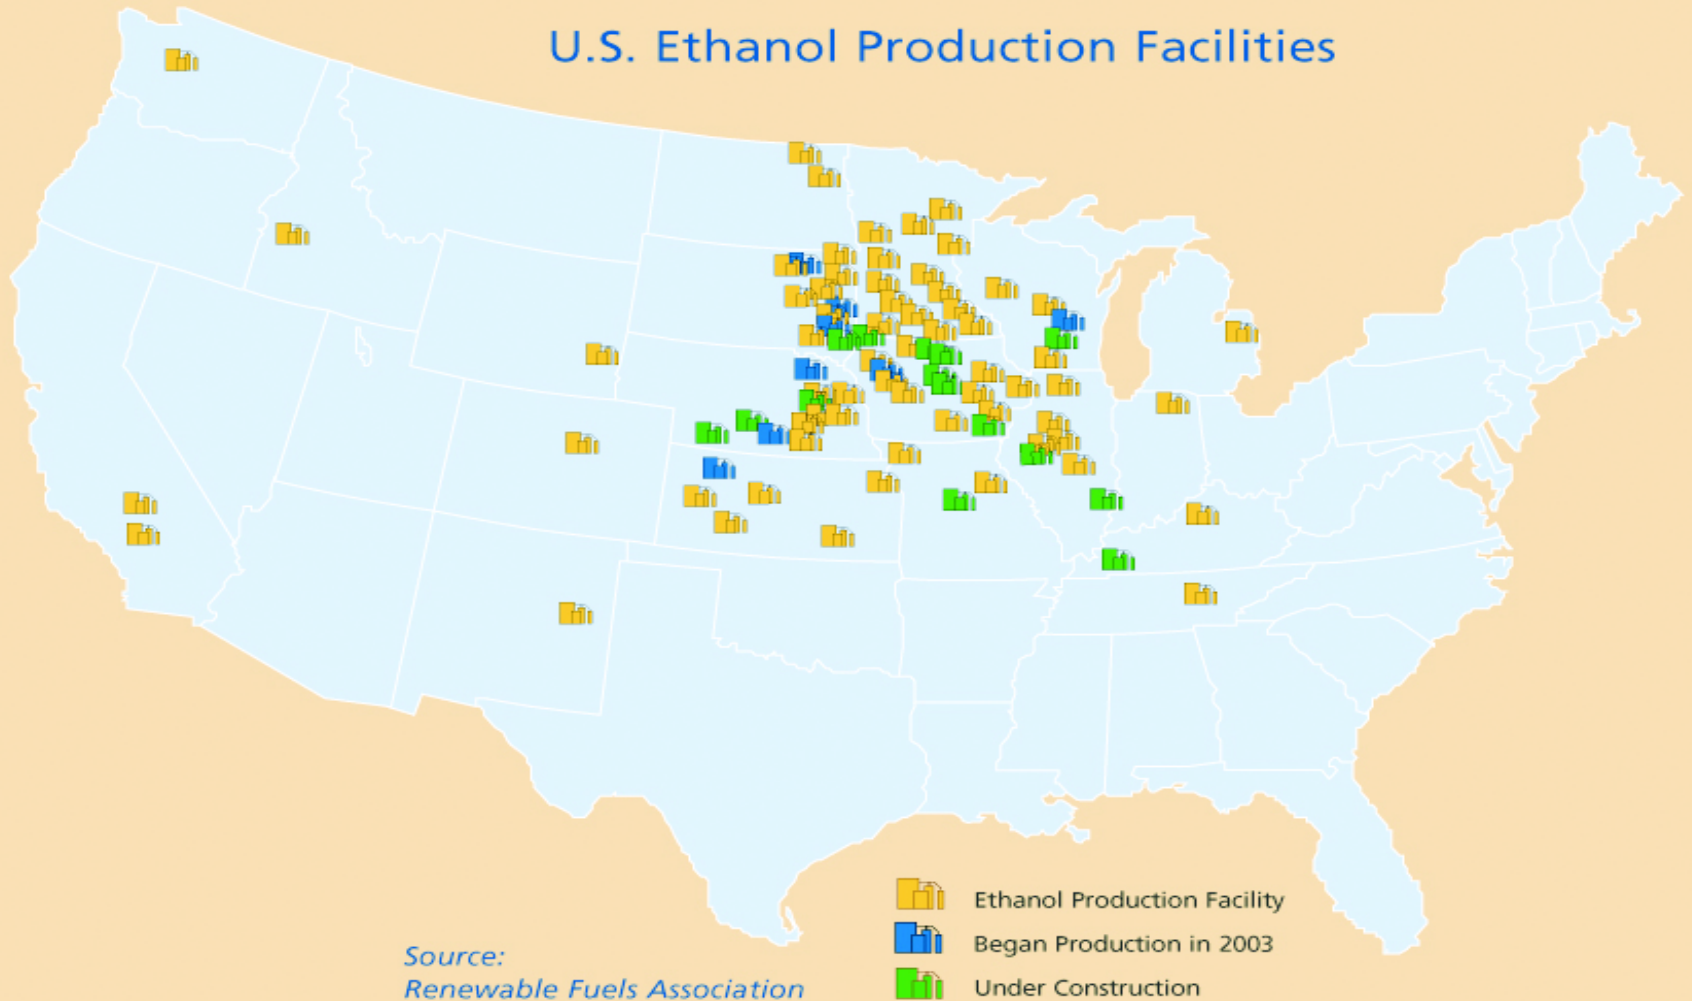 U.S. Ethanol Production Facilities
Ethanol Production Facility
Began Production in 2003
Under Construction
Source:
Renewable Fuels Association